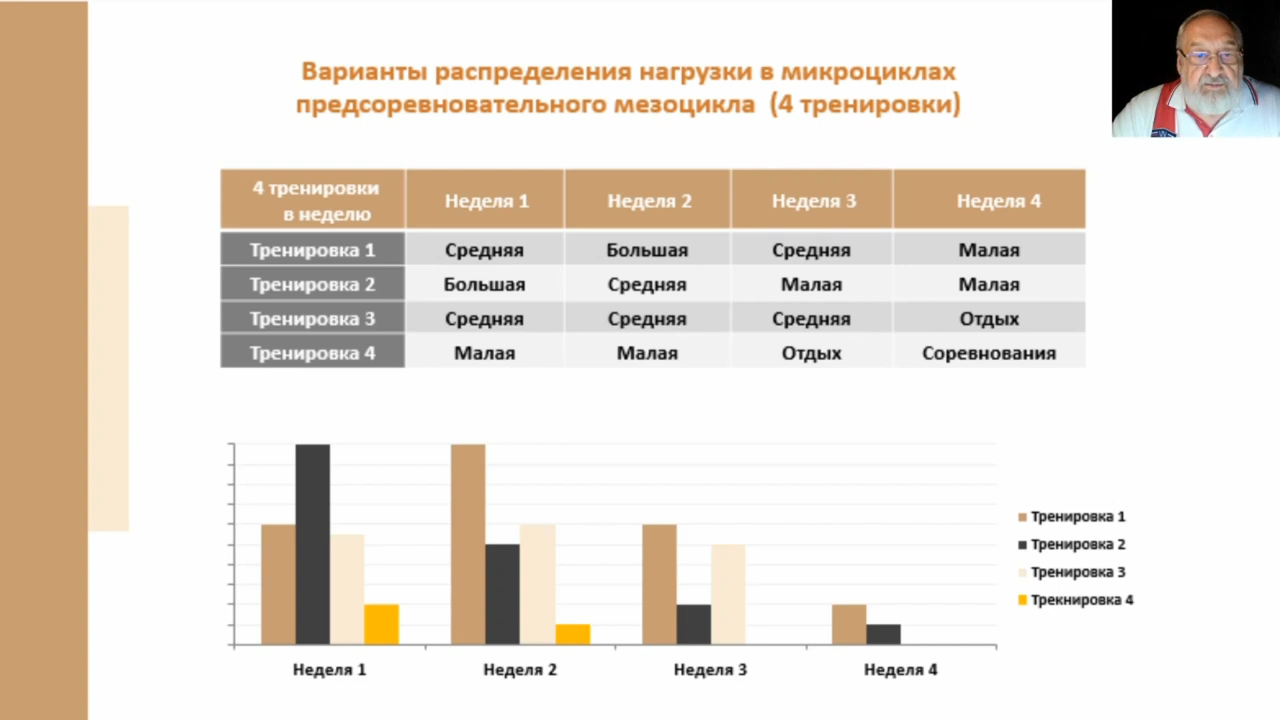 Варианты распределения нагрузки в микроциклах
предсоревновательного мезоцикла (4 тренировки)
4 тренировки
в неделю
Неделя 1
Неделя 2
Неделя 3
Неделя 4
Тренировка 1
Средняя
Большая
Средняя
Малая
Тренировка 2
Большая
Средняя
Малая
Малая
Тренировка 3
Средняя
Средняя
Средняя
Отдых
Тренировка 4
Малая
Малая
Отдых
Соревнования
Тренировка 1
Тренировка 2
Тренировка 3
Трекнировка 4
Неделя 1
Неделя 2
Неделя 3
Неделя 4